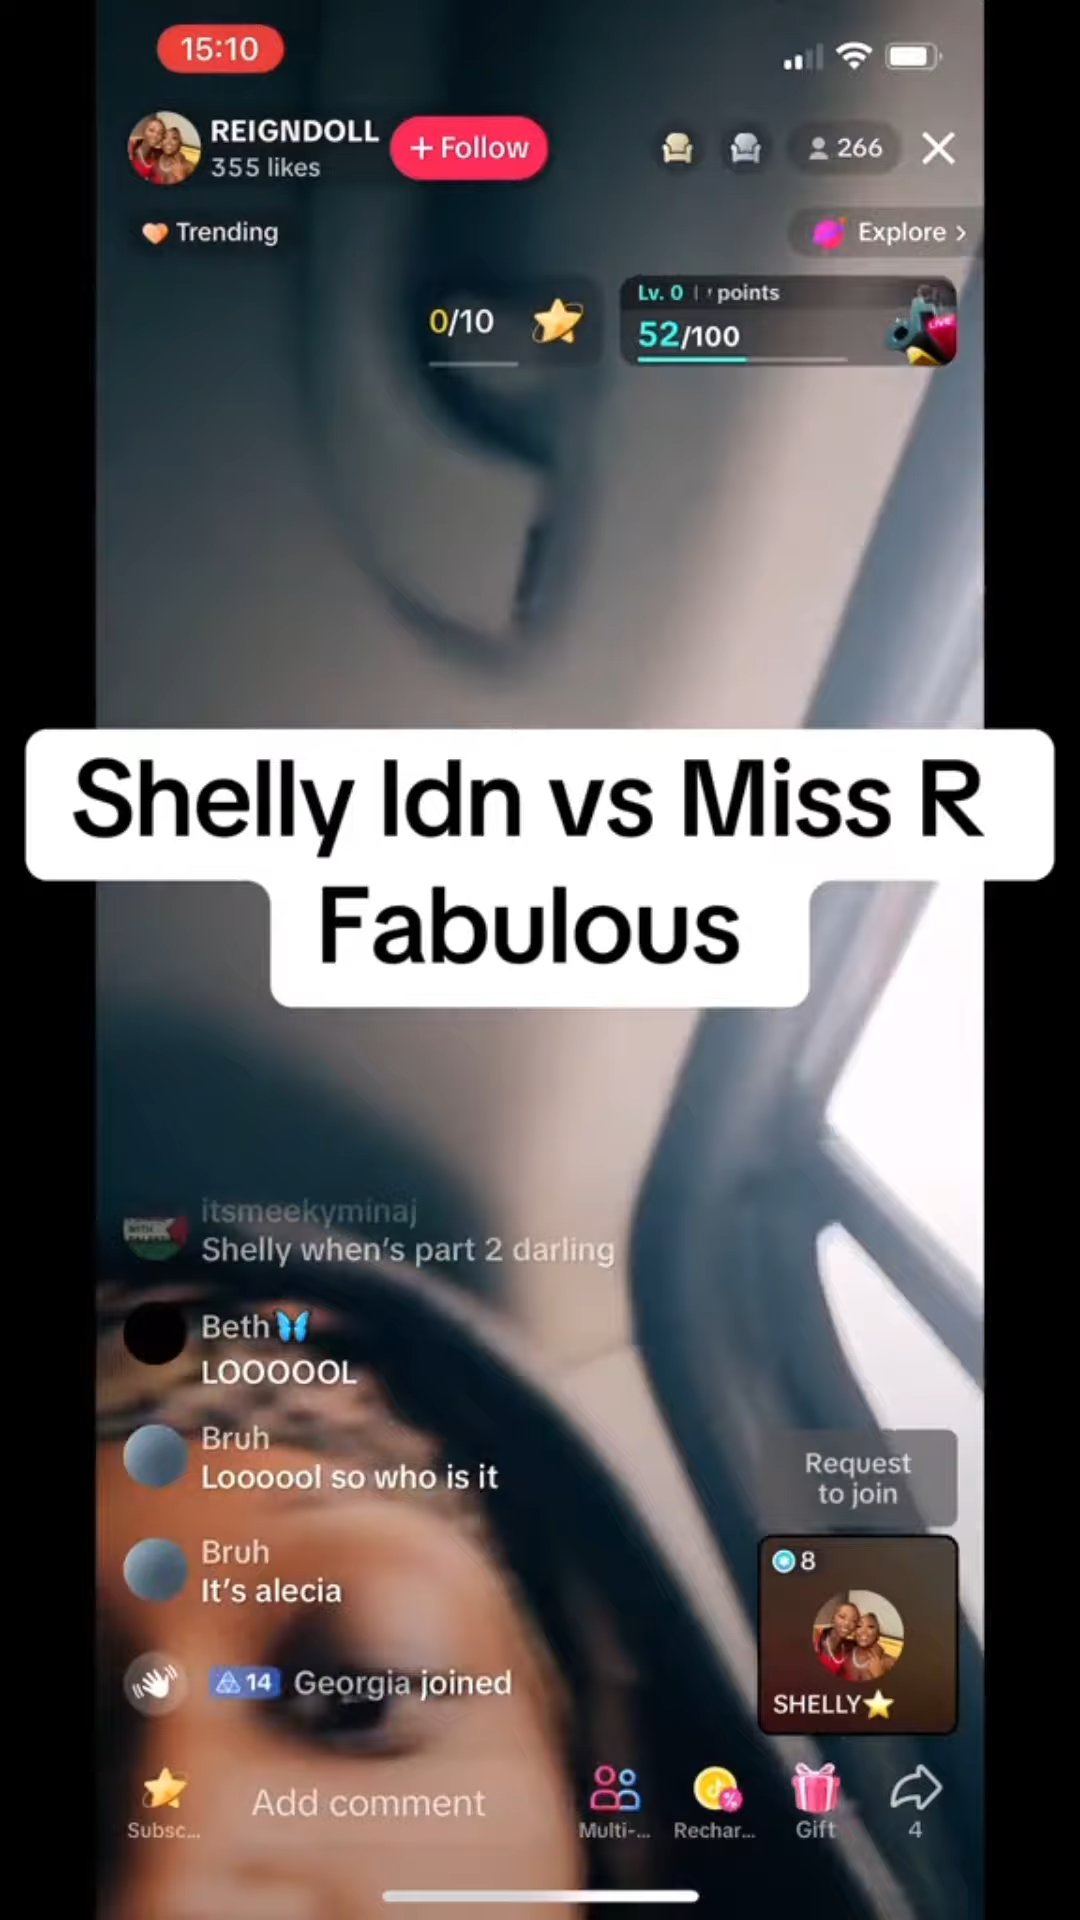 15:10
REIGNDOLL
355 likes
+ Follow
266
Trending
Explore >
0/10
Lv. 0
points
52/100
LIVE
Shelly ldn vs Miss R
Fabulous
itsmeekyminaj
Shelly when's part 2 darling
Beth🦋
LOOOOOL
Bruh
Loooool so who is it
Bruh
It's alecia
14 Georgia joined
Request
to join
8
SHELLY⭐
Add comment
Subsc...
Multi-...
Rechar...
Gift
4